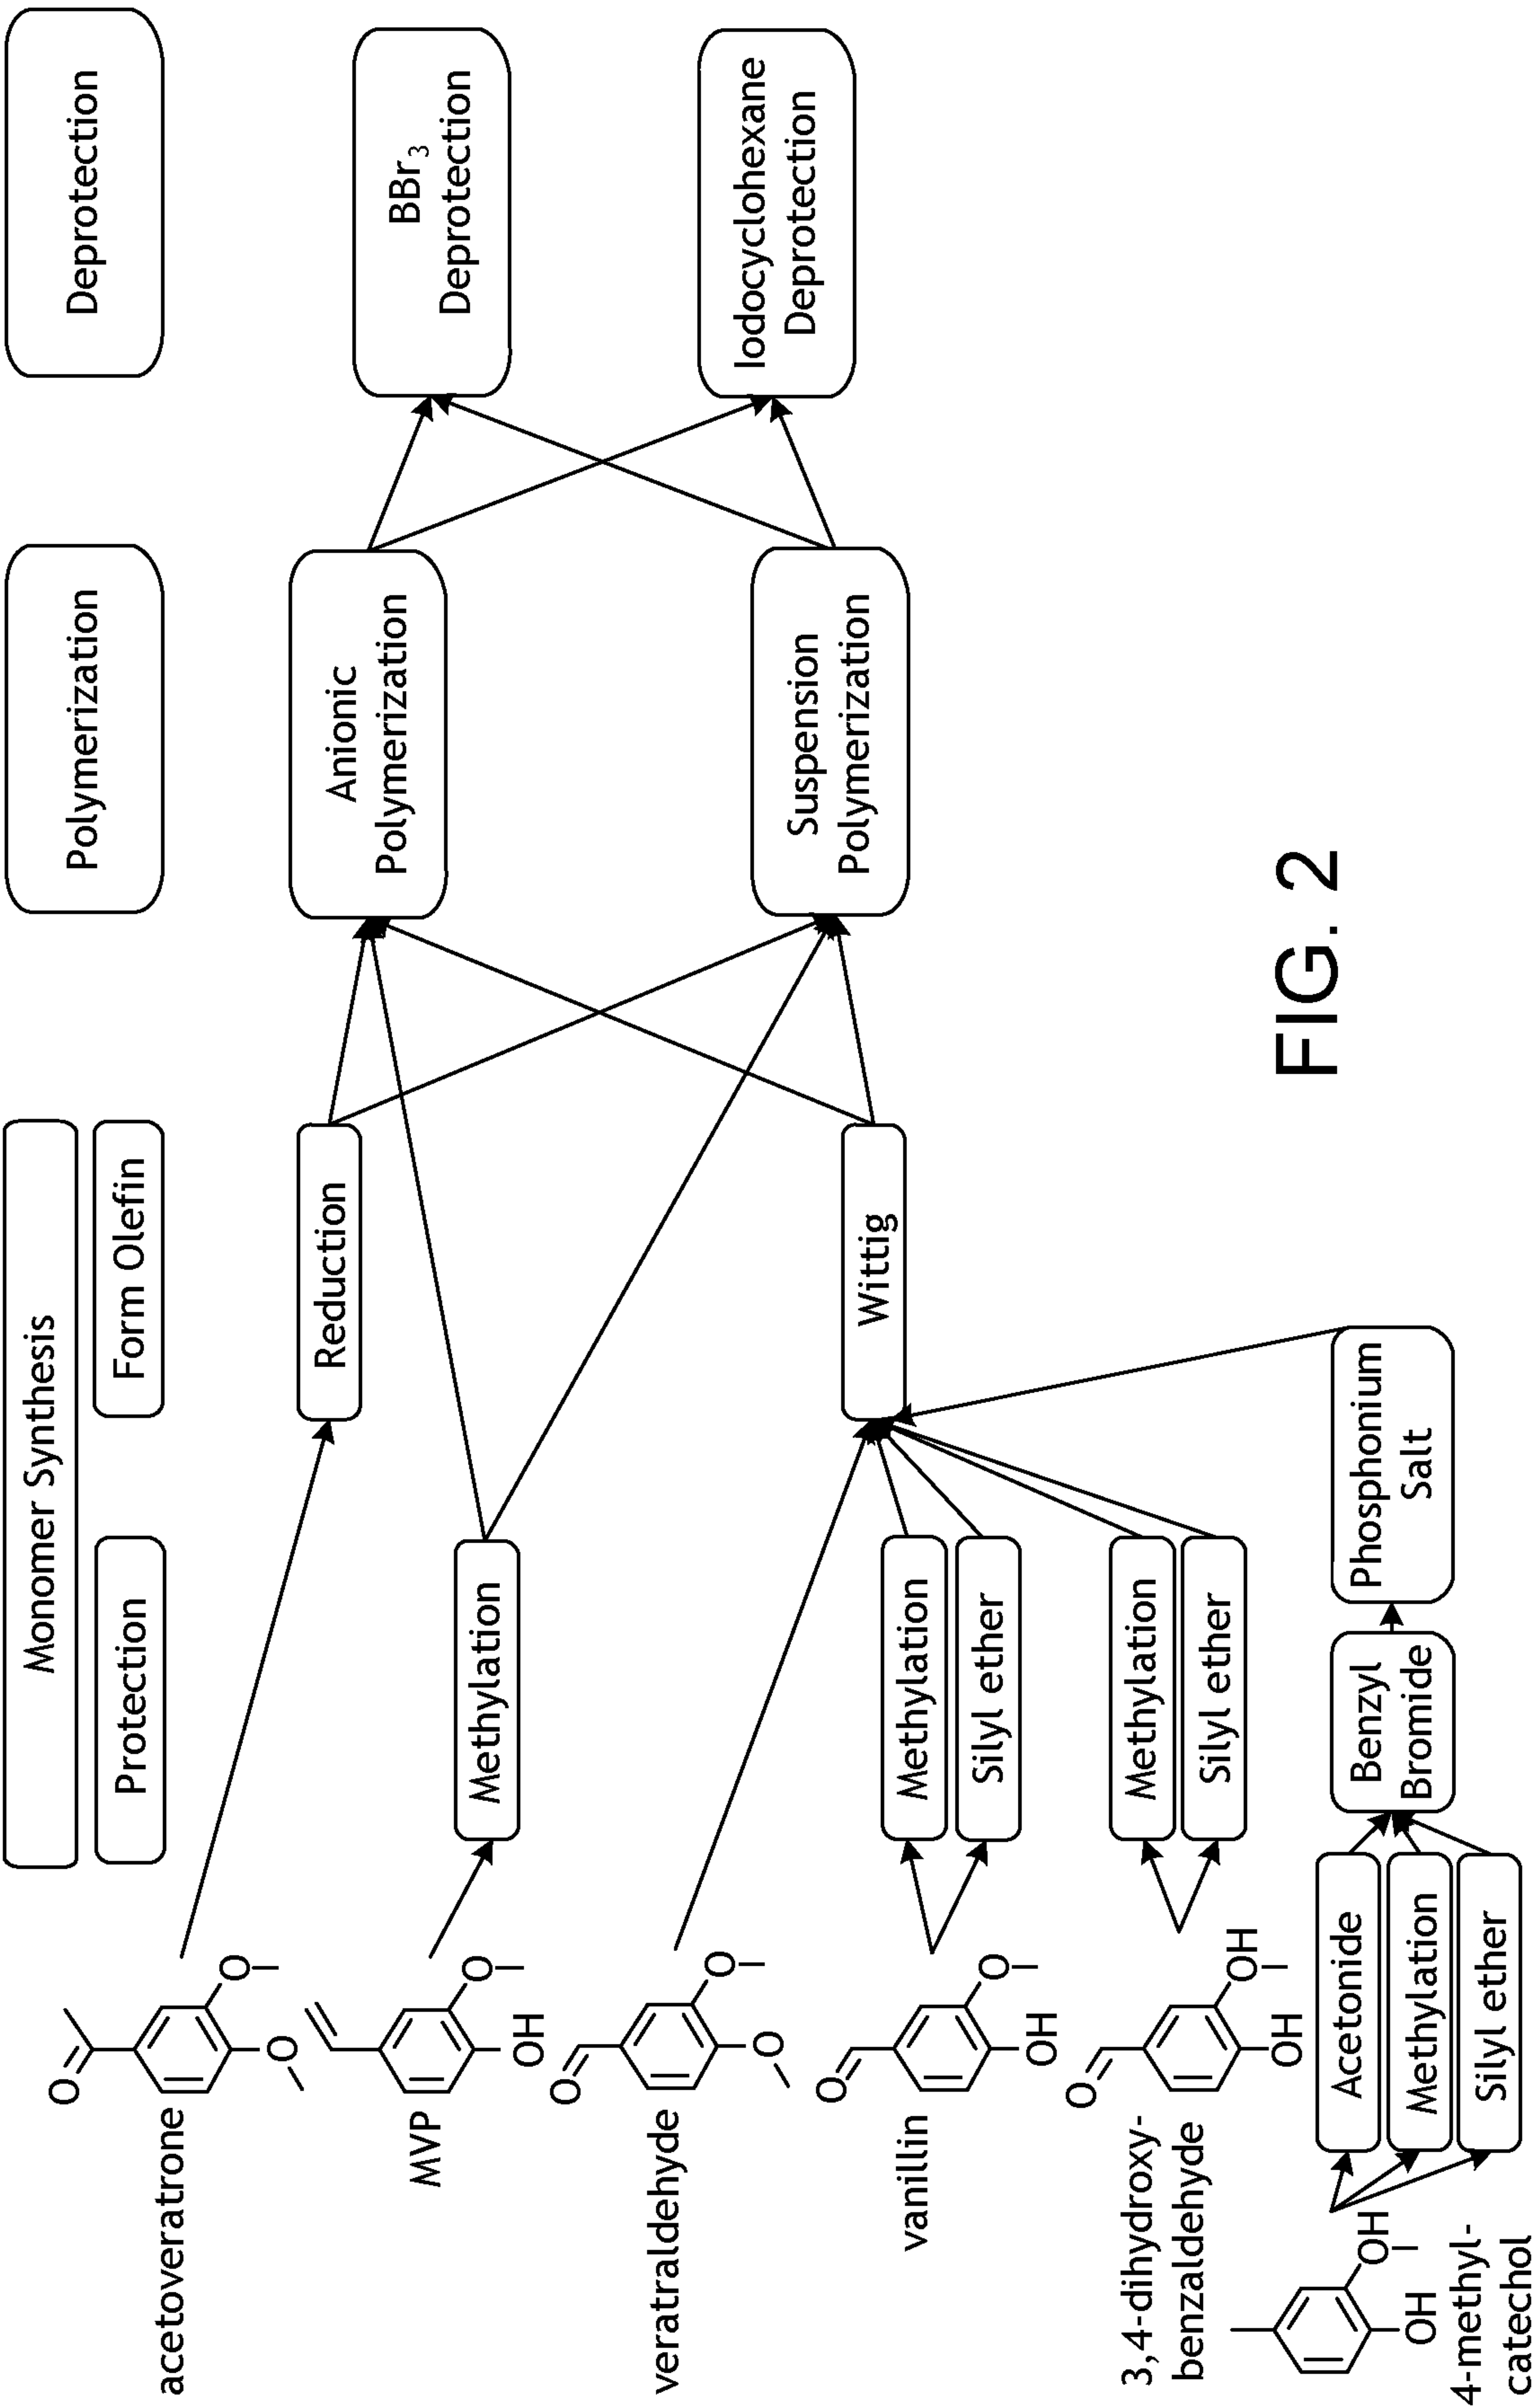 Monomer Synthesis
Protection
Form Olefin
Polymerization
Deprotection
acetoveratrone
O
O
O
Reduction
MVP
OH
O
Methylation
Anionic
Polymerization
BBr3
Deprotection
veratraldehyde
O
O
O
vanillin
O
OH
O
Methylation
Silyl ether
Wittig
Suspension
Polymerization
Iodocyclohexane
Deprotection
3,4-dihydroxy-
benzaldehyde
O
OH
OH
Methylation
Silyl ether
4-methyl-
catechol
OH
OH
Acetonide
Methylation
Silyl ether
Benzyl
Bromide
Phosphonium
Salt
FIG. 2